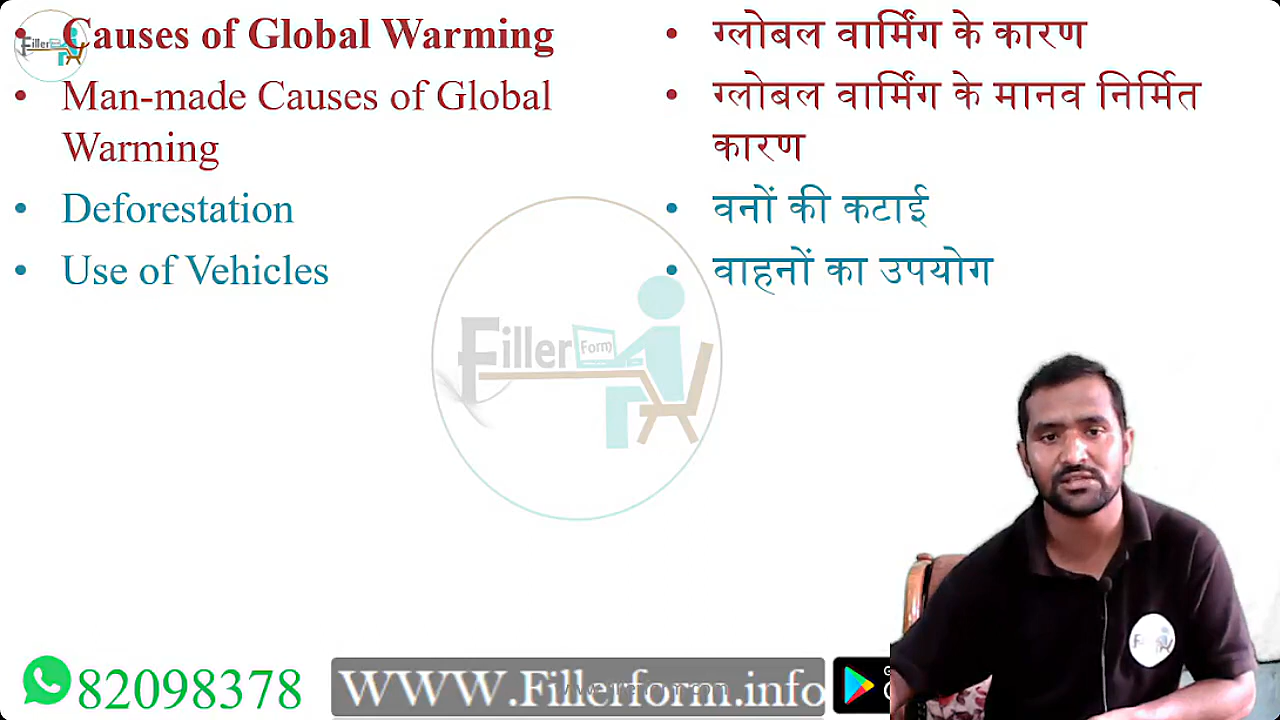 Causes of Global Warming
Man-made Causes of Global
Warming
Deforestation
Use of Vehicles
ग्लोबल वार्मिंग के कारण
ग्लोबल वार्मिंग के मानव निर्मित
कारण
वनों की कटाई
वाहनों का उपयोग
Filler Form
82098378
WWW.Fillerform.info